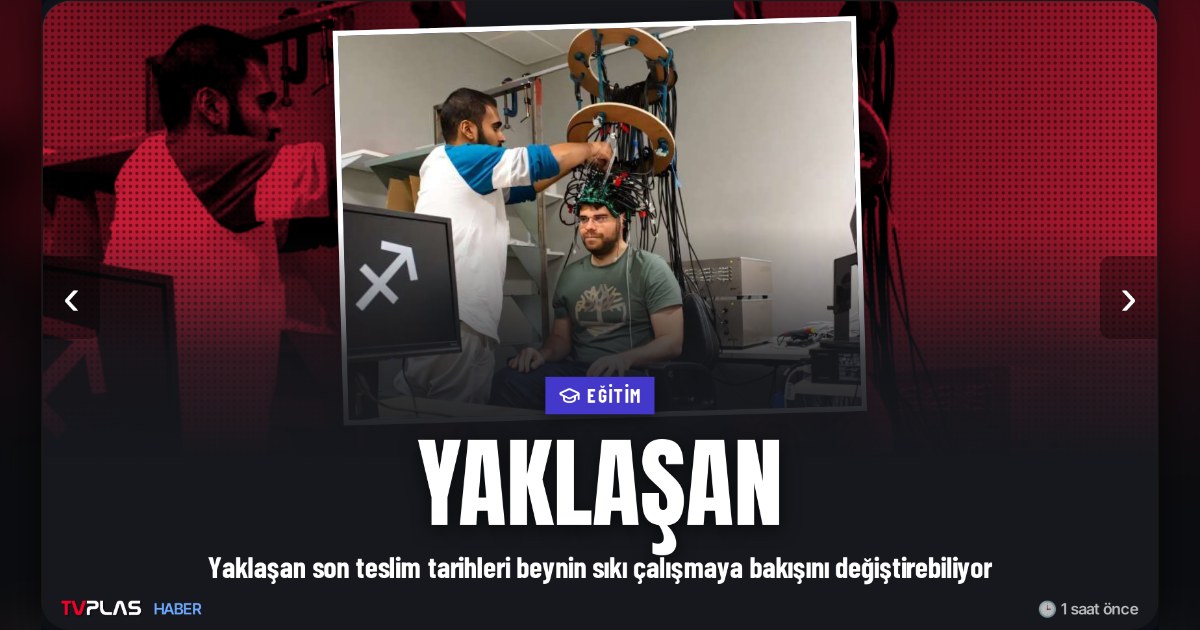 EĞİTİM
YAKLAŞAN
Yaklaşan son teslim tarihleri beynin sıkı çalışmaya bakışını değiştirebiliyor
TVPLAS HABER
1 saat önce